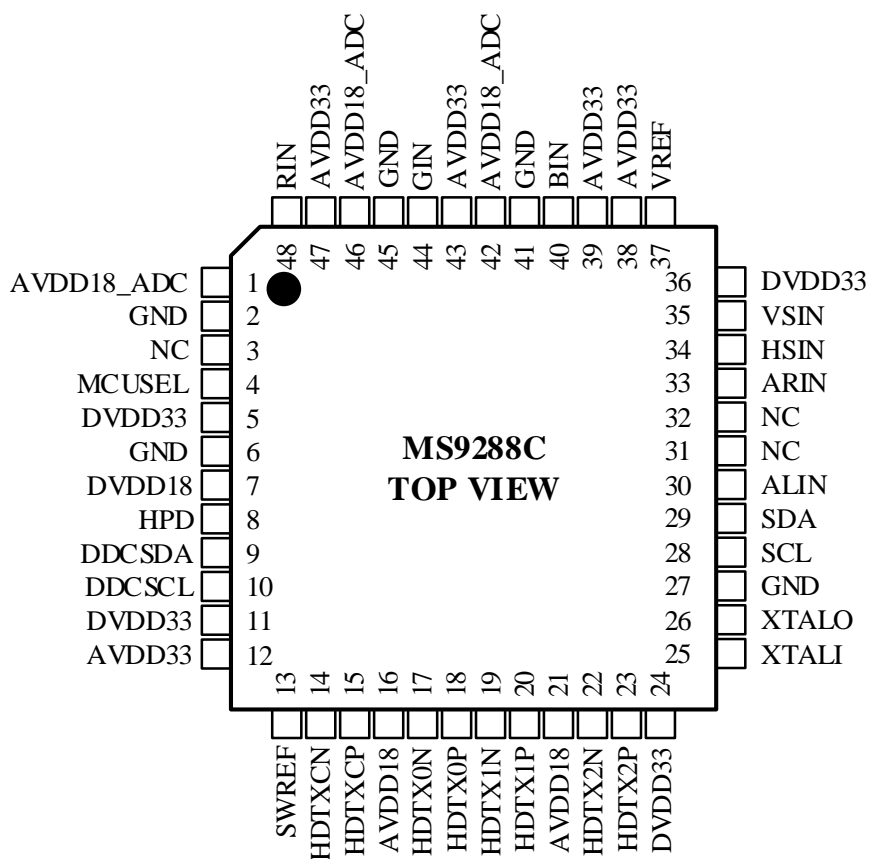 RIN
AVDD33
AVDD18_ADC
GND
GIN
AVDD33
AVDD18_ADC
GND
BIN
AVDD33
AVDD33
VREF
48 47 46 45 44 43 42 41 40 39 38 37
AVDD18_ADC 1
GND 2
NC 3
MCUSEL 4
DVDD33 5
GND 6
DVDD18 7
HPD 8
DDCSDA 9
DDCSCL 10
DVDD33 11
AVDD33 12
MS9288C
TOP VIEW
36 DVDD33
35 VSIN
34 HSIN
33 ARIN
32 NC
31 NC
30 ALIN
29 SDA
28 SCL
27 GND
26 XTALO
25 XTALI
13 14 15 16 17 18 19 20 21 22 23 24
SWREF
HDTXCN
HDTXCP
AVDD18
HDTX0N
HDTX0P
HDTX1N
HDTX1P
AVDD18
HDTX2N
HDTX2P
DVDD33